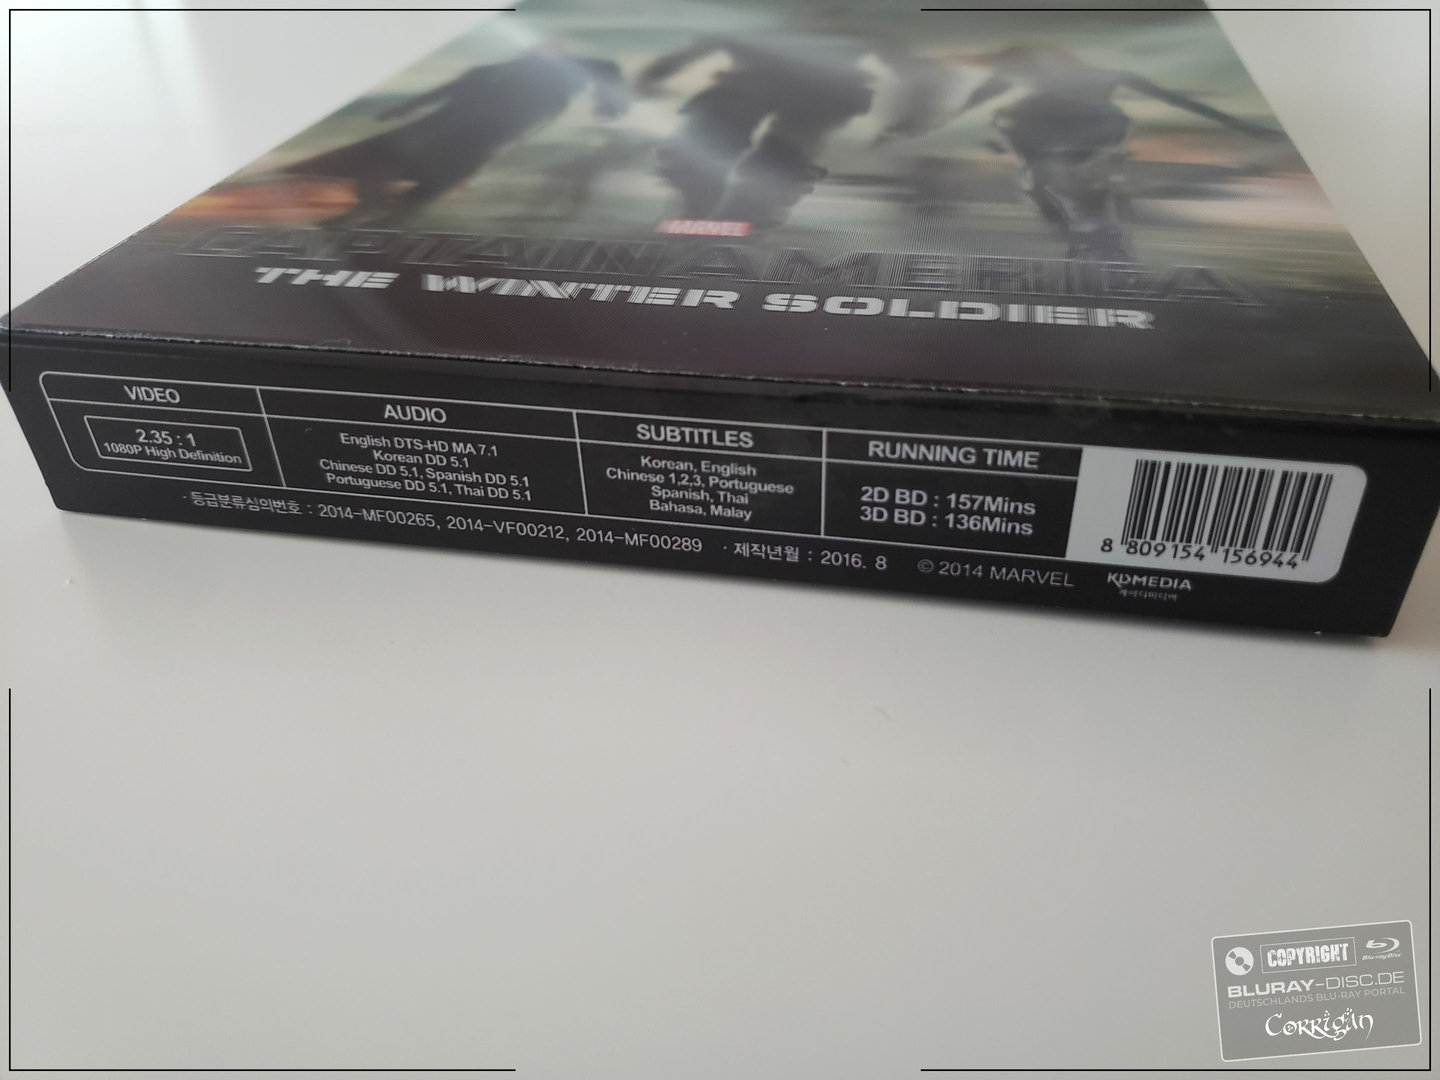 MARVEL
CAPTAIN AMERICA
THE WINTER SOLDIER
VIDEO
2.35 : 1
1080P High Definition
AUDIO
English DTS-HD MA 7.1
Korean DD 5.1
Chinese DD 5.1, Spanish DD 5.1
Portuguese DD 5.1, Thai DD 5.1
SUBTITLES
Korean, English
Chinese 1,2,3, Portuguese
Spanish, Thai
Bahasa, Malay
RUNNING TIME
2D BD : 157Mins
3D BD : 136Mins
8 809154 156944
· 등급분류심의번호 : 2014-MF00265, 2014-VF00212, 2014-MF00289 · 제작년월 : 2016. 8 © 2014 MARVEL
KDMEDIA
케이디미디어
COPYRIGHT
Blu-ray Disc
BLURAY-DISC.DE
DEUTSCHLANDS BLU-RAY PORTAL
Corrigan